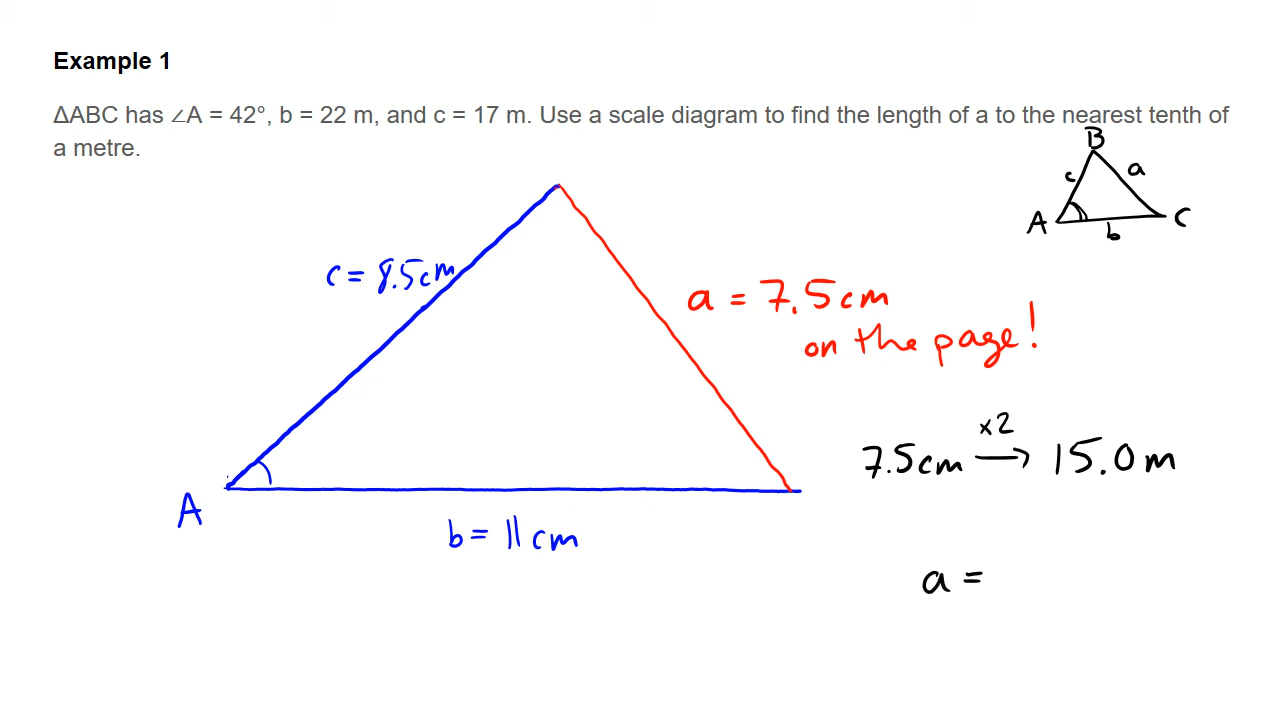 Example 1
ΔABC has ∠A = 42°, b = 22 m, and c = 17 m. Use a scale diagram to find the length of a to the nearest tenth of
a metre.
B
c
a
A
C
b
c = 8.5cm
a = 7.5cm
on the page!
x2
7.5cm → 15.0m
A
b = 11cm
a =